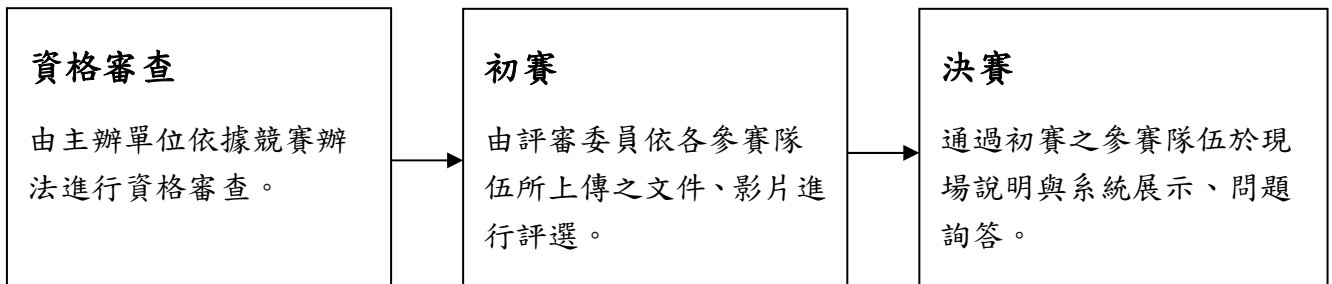 資格審查
由主辦單位依據競賽辦
法進行資格審查。
初賽
由評審委員依各參賽隊
伍所上傳之文件、影片進
行評選。
決賽
通過初賽之參賽隊伍於現
場說明與系統展示、問題
詢答。